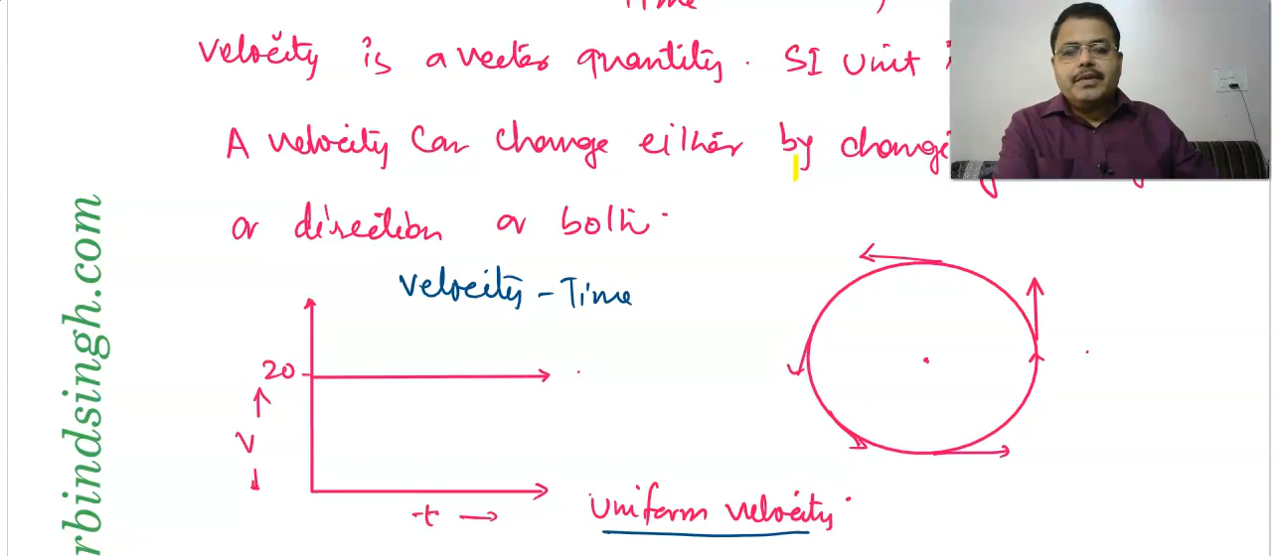 Time
Velocity is a vector quantity. SI Unit
A velocity can change either by
or direction or both.
Velocity - Time
20
V
t
Uniform velocity
rbindsingh.com